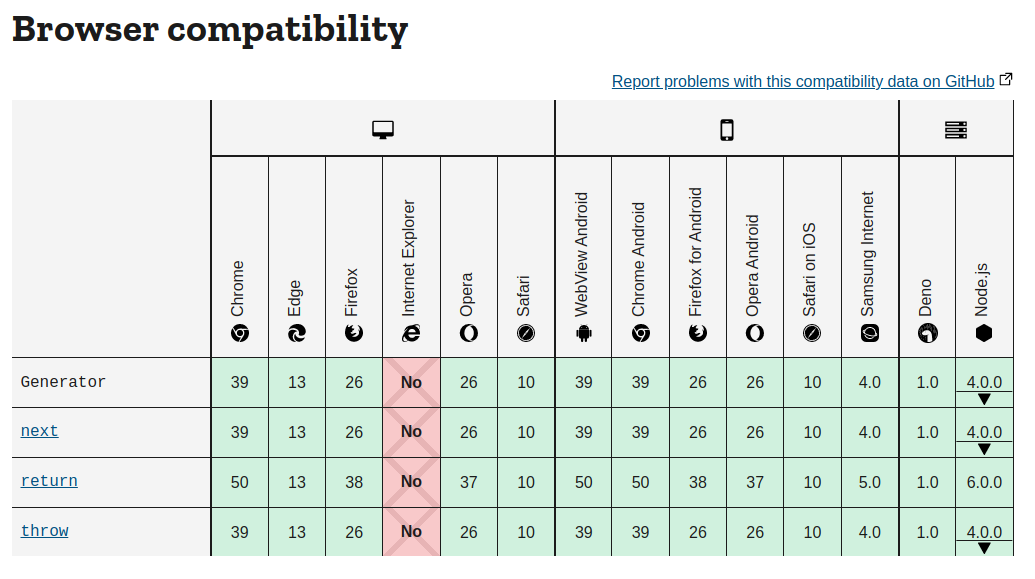 Browser compatibility
Report problems with this compatibility data on GitHub
Chrome Edge Firefox Internet Explorer Opera Safari WebView Android Chrome Android Firefox for Android Opera Android Safari on iOS Samsung Internet Deno Node.js
Generator 39 13 26 No 26 10 39 39 26 26 10 4.0 1.0 4.0.0
next 39 13 26 No 26 10 39 39 26 26 10 4.0 1.0 4.0.0
return 50 13 38 No 37 10 50 50 38 37 10 5.0 1.0 6.0.0
throw 39 13 26 No 26 10 39 39 26 26 10 4.0 1.0 4.0.0